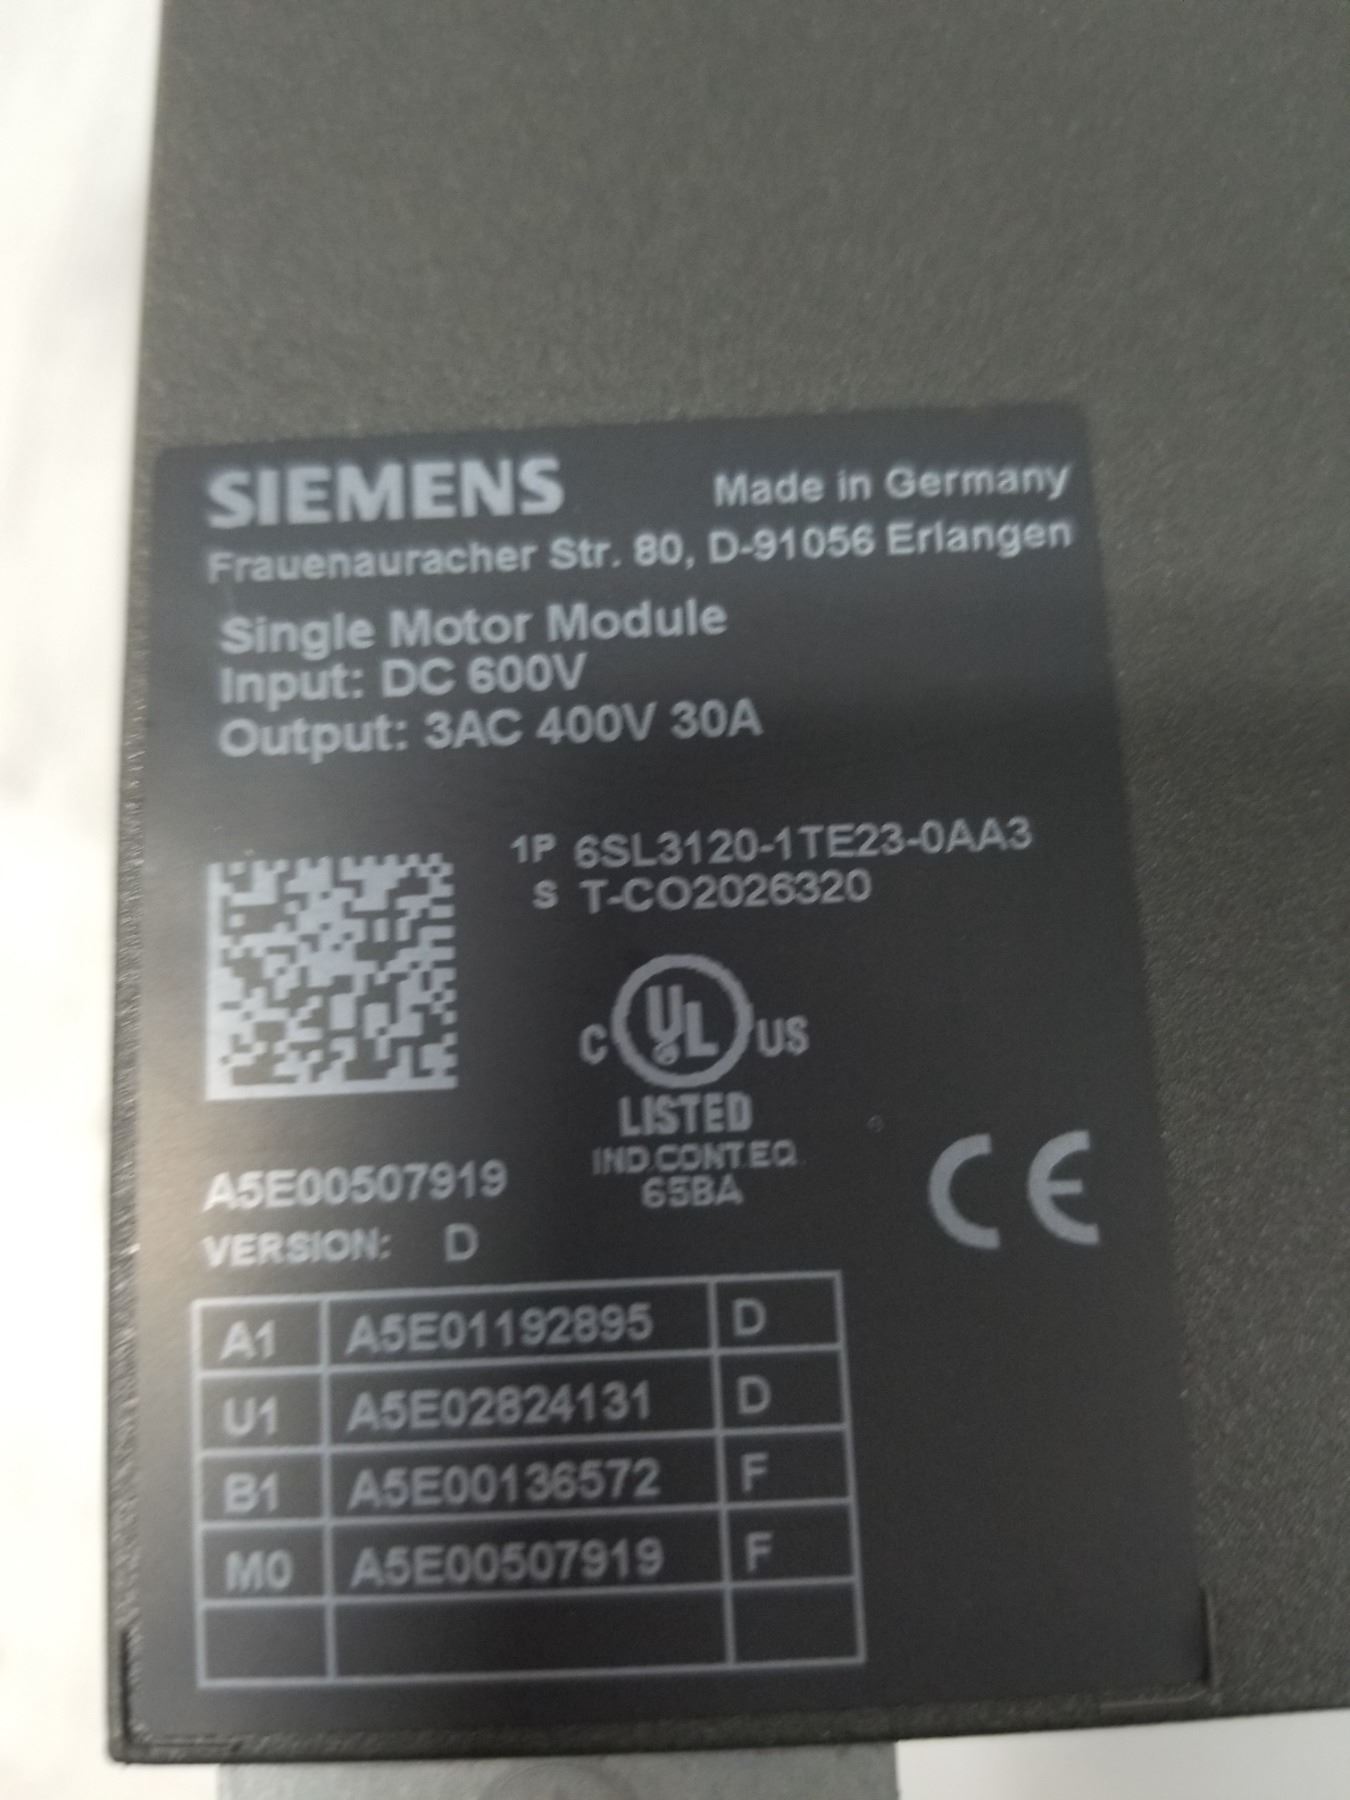 SIEMENS Made in Germany
Frauenauracher Str. 80, D-91056 Erlangen
Single Motor Module
Input: DC 600V
Output: 3AC 400V 30A
1P 6SL3120-1TE23-0AA3
S T-CO2026320
C UL US
LISTED
IND.CONT.EQ.
65BA
CE
A5E00507919
VERSION: D
A1 A5E01192895 D
U1 A5E02824131 D
B1 A5E00136572 F
M0 A5E00507919 F